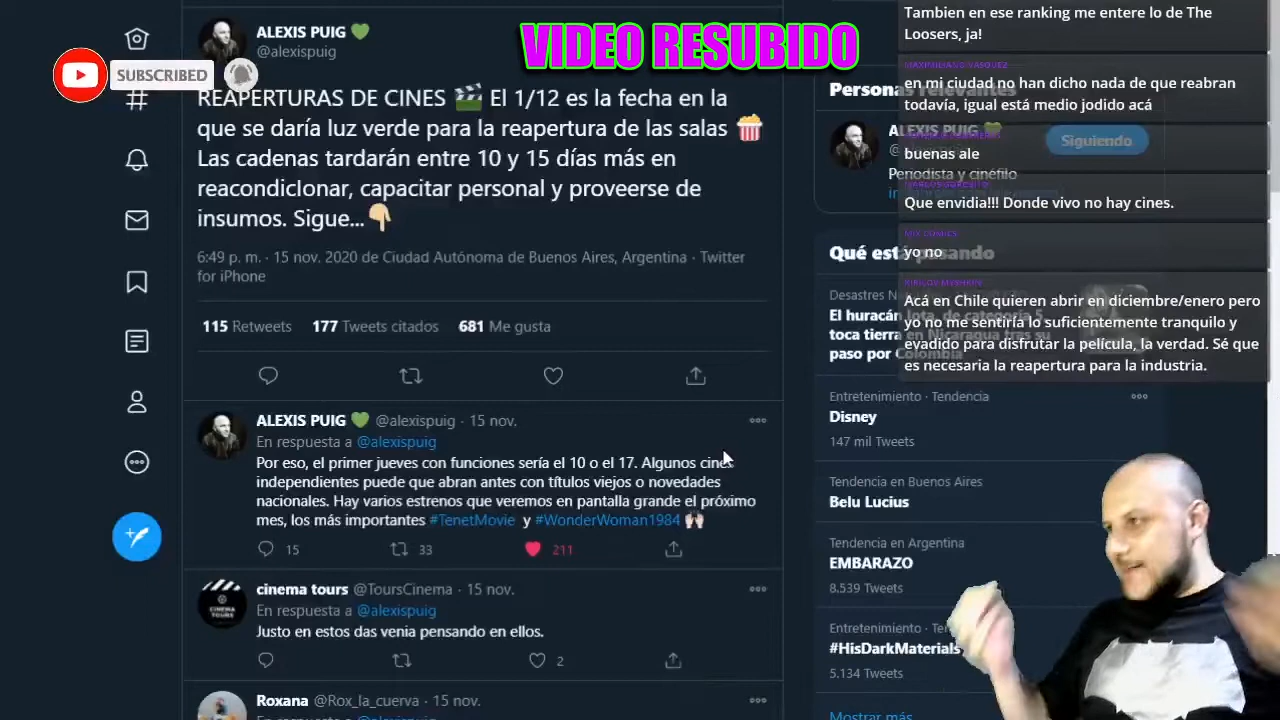 VIDEO RESUBIDO
SUBSCRIBED
ALEXIS PUIG
@alexispuig
REAPERTURAS DE CINES El 1/12 es la fecha en la
que se daría luz verde para la reapertura de las salas
Las cadenas tardarán entre 10 y 15 días más en
reacondiclonar, capacitar personal y proveerse de
insumos. Sigue...
6:49 p. m. · 15 nov. 2020 de Ciudad Autónoma de Buenos Aires, Argentina · Twitter
for iPhone
115 Retweets 177 Tweets citados 681 Me gusta
ALEXIS PUIG @alexispuig · 15 nov.
En respuesta a @alexispuig
Por eso, el primer jueves con funciones sería el 10 o el 17. Algunos cines
independientes puede que abran antes con títulos viejos o novedades
nacionales. Hay varios estrenos que veremos en pantalla grande el próximo
mes, los más importantes #TenetMovie y #WonderWoman1984
15 33 211
cinema tours @ToursCinema · 15 nov.
En respuesta a @alexispuig
Justo en estos das venia pensando en ellos.
2
Roxana @Rox_la_cuerva · 15 nov.
Personas relevantes
ALEXIS PUIG
Siguiendo
Periodista y cinéfilo
Qué está pasando
El huracán Iota, de categoría 5,
toca tierra en Nicaragua tras su
paso por Colombia
Entretenimiento · Tendencia
Disney
147 mil Tweets
Tendencia en Buenos Aires
Belu Lucius
Tendencia en Argentina
EMBARAZO
8.539 Tweets
Entretenimiento ·
#HisDarkMaterials
5.134 Tweets
Mostrar más
Tambien en ese ranking me entere lo de The
Loosers, ja!
MAXIMILIANO VASQUEZ
en mi ciudad no han dicho nada de que reabran
todavía, igual está medio jodido acá
buenas ale
Que envidia!!! Donde vivo no hay cines.
MIX COMICS
yo no
Acá en Chile quieren abrir en diciembre/enero pero
yo no me sentiría lo suficientemente tranquilo y
evadido para disfrutar la película, la verdad. Sé que
es necesaria la reapertura para la industria.